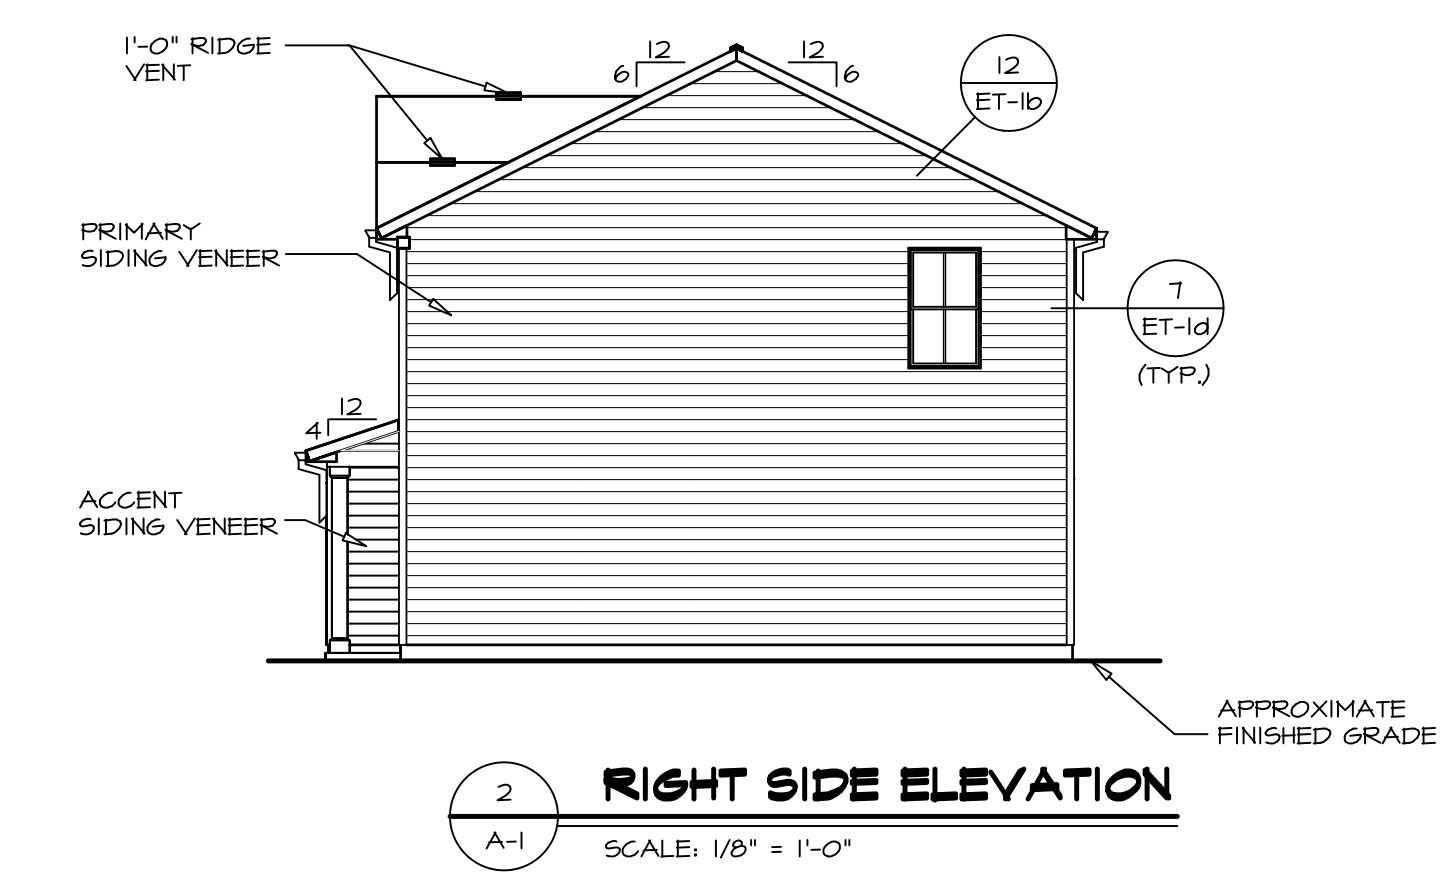 1'-0" RIDGE
VENT
12
6
12
6
12
ET-1b
PRIMARY
SIDING VENEER
7
ET-1d
(TYP.)
12
4
ACCENT
SIDING VENEER
APPROXIMATE
FINISHED GRADE
2
A-1
RIGHT SIDE ELEVATION
SCALE: 1/8" = 1'-0"